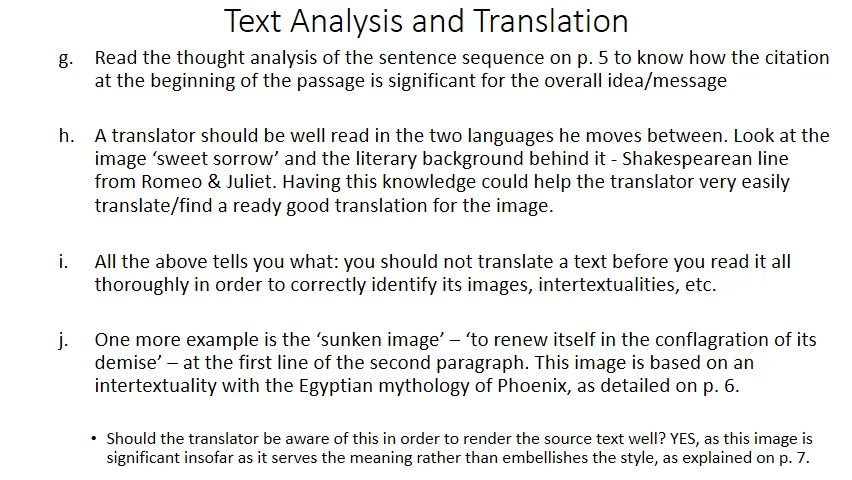 Text Analysis and Translation
g. Read the thought analysis of the sentence sequence on p. 5 to know how the citation
at the beginning of the passage is significant for the overall idea/message
h. A translator should be well read in the two languages he moves between. Look at the
image ‘sweet sorrow’ and the literary background behind it - Shakespearean line
from Romeo & Juliet. Having this knowledge could help the translator very easily
translate/find a ready good translation for the image.
i. All the above tells you what: you should not translate a text before you read it all
thoroughly in order to correctly identify its images, intertextualities, etc.
j. One more example is the ‘sunken image’ – ‘to renew itself in the conflagration of its
demise’ – at the first line of the second paragraph. This image is based on an
intertextuality with the Egyptian mythology of Phoenix, as detailed on p. 6.
• Should the translator be aware of this in order to render the source text well? YES, as this image is
significant insofar as it serves the meaning rather than embellishes the style, as explained on p. 7.